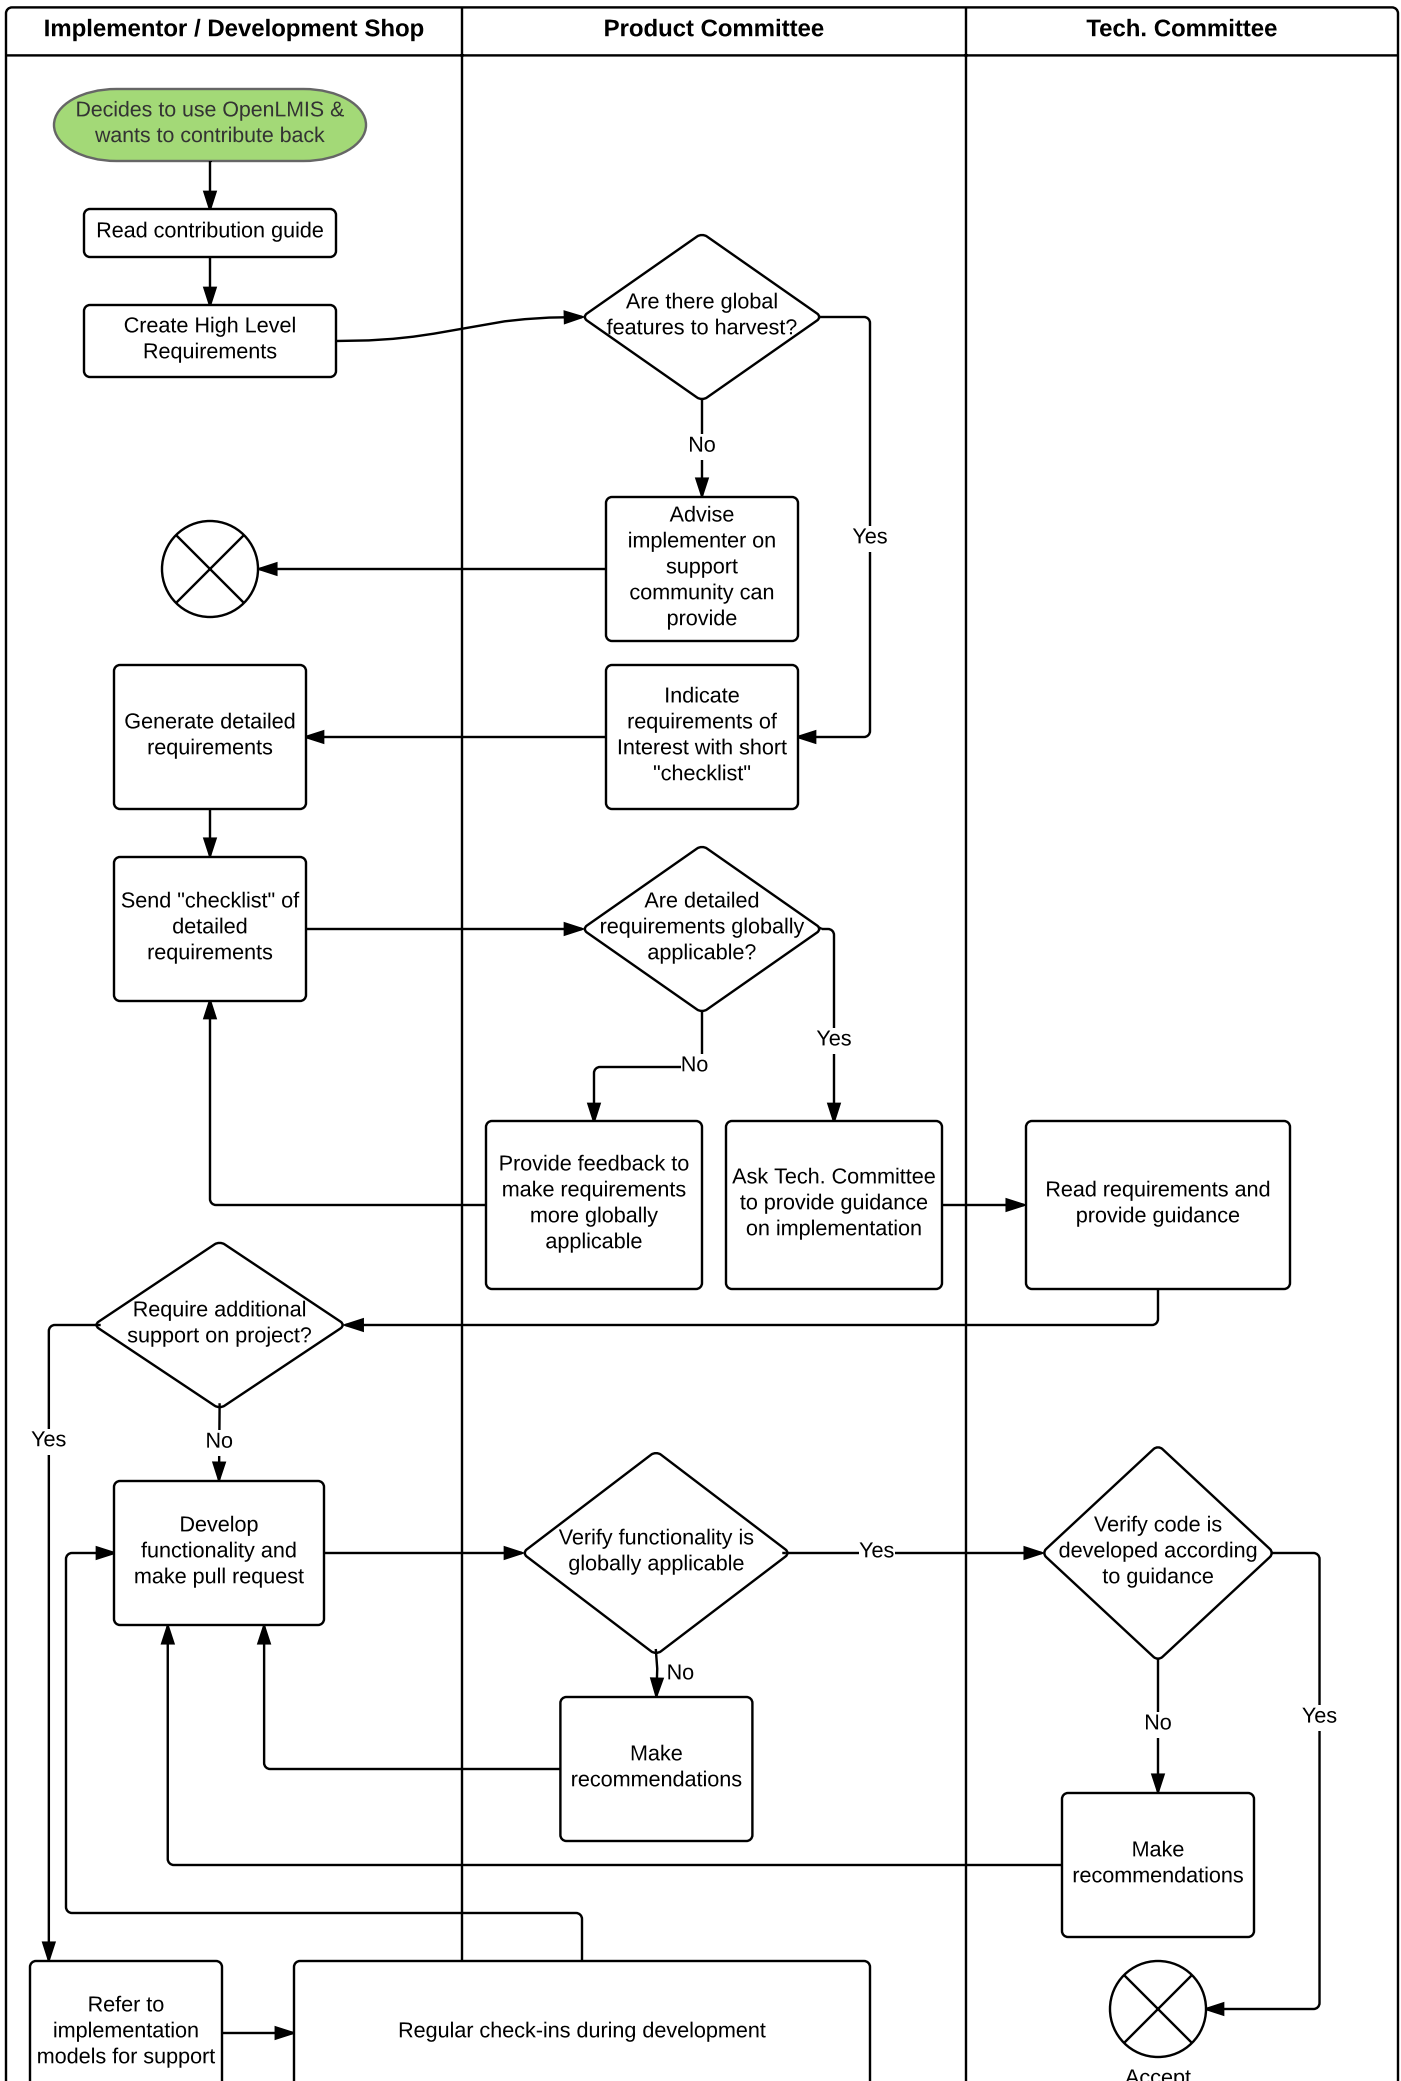 Implementor / Development Shop
Product Committee
Tech. Committee
Decides to use OpenLMIS &
wants to contribute back
Read contribution guide
Create High Level
Requirements
Are there global
features to harvest?
No
Yes
Advise
implementer on
support
community can
provide
Generate detailed
requirements
Indicate
requirements of
Interest with short
"checklist"
Send "checklist" of
detailed
requirements
Are detailed
requirements globally
applicable?
Yes
No
Provide feedback to
make requirements
more globally
applicable
Ask Tech. Committee
to provide guidance
on implementation
Read requirements and
provide guidance
Require additional
support on project?
Yes
No
Develop
functionality and
make pull request
Verify functionality is
globally applicable
Yes
Verify code is
developed according
to guidance
No
Make
recommendations
No
Yes
Make
recommendations
Refer to
implementation
models for support
Regular check-ins during development
Accept